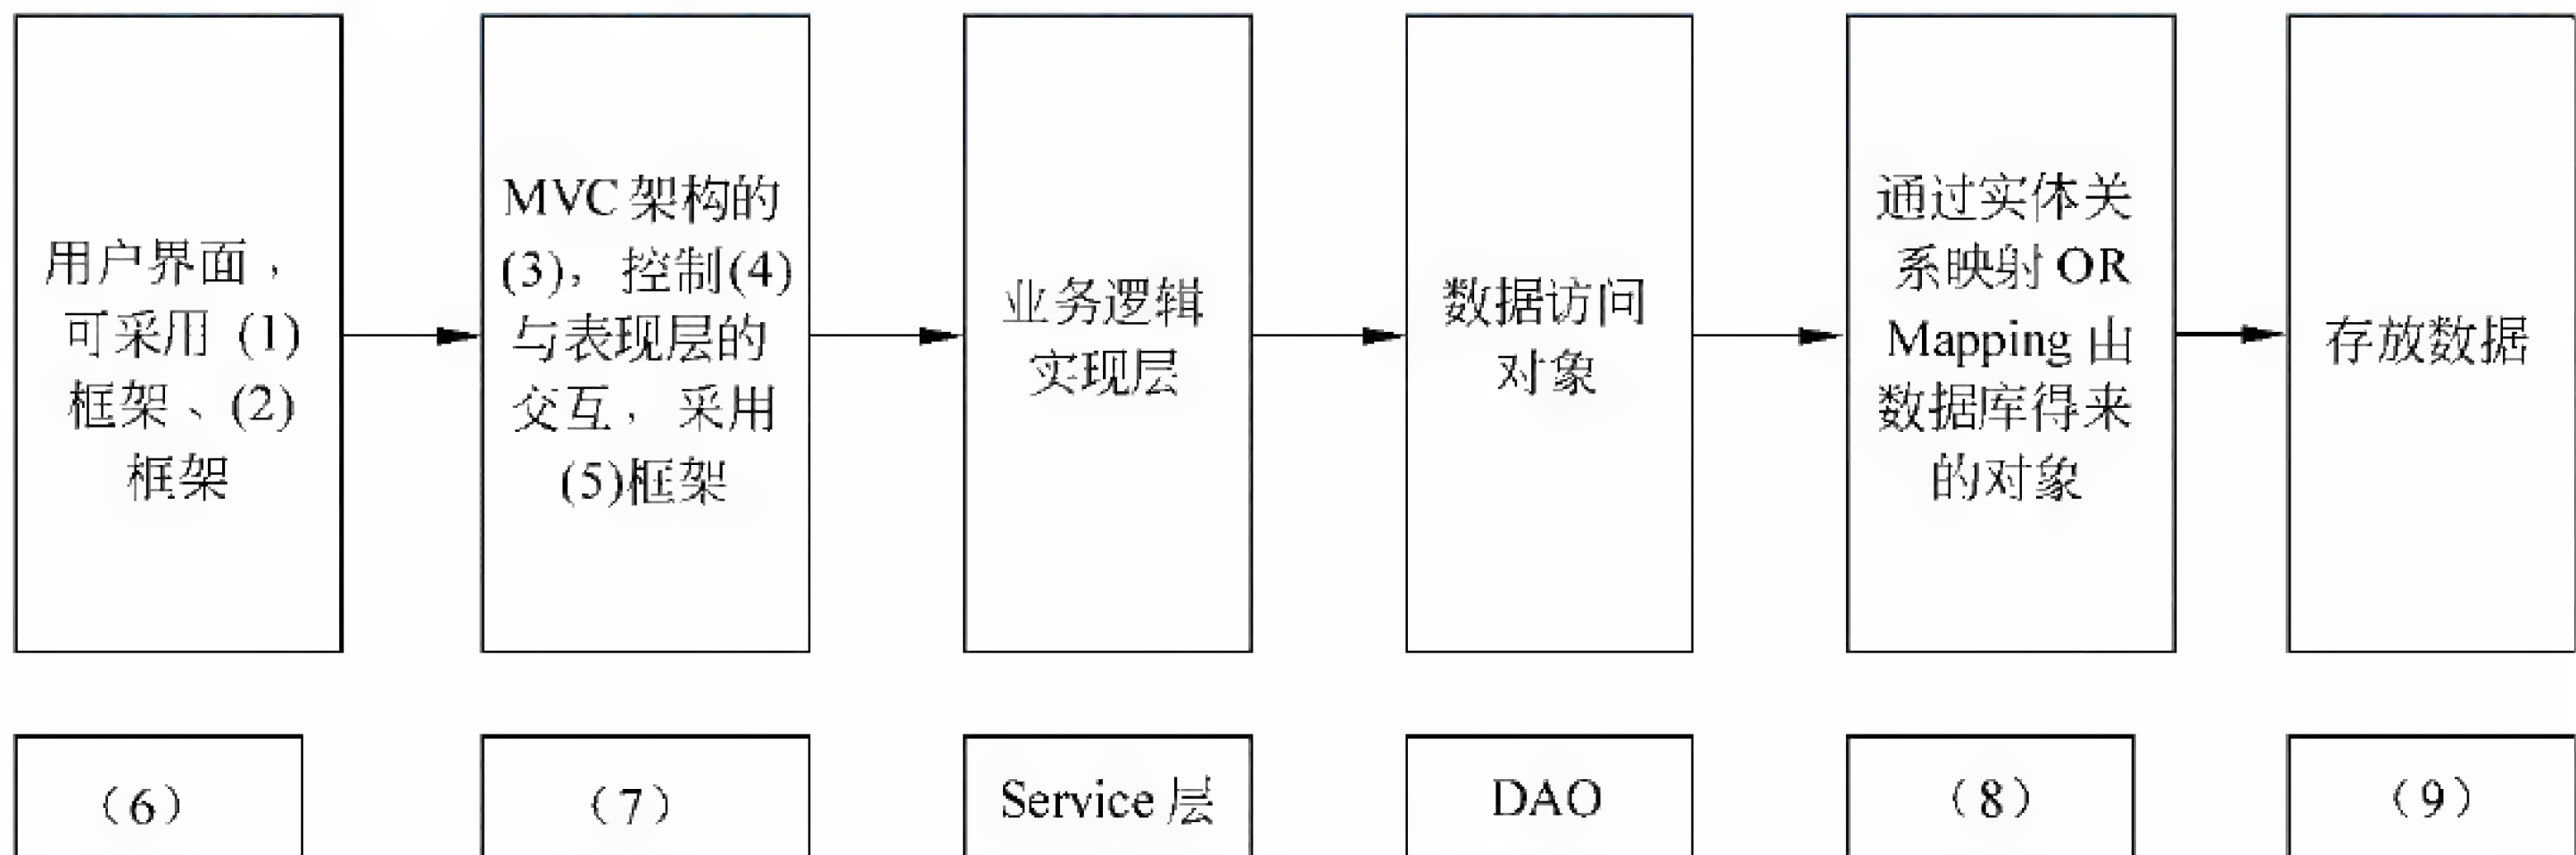 用户界面，
可采用 (1)
框架、(2)
框架
MVC 架构的
(3)，控制(4)
与表现层的
交互，采用
(5)框架
业务逻辑
实现层
数据访问
对象
通过实体关
系映射 OR
Mapping 由
数据库得来
的对象
存放数据
（6）
（7）
Service 层
DAO
（8）
（9）